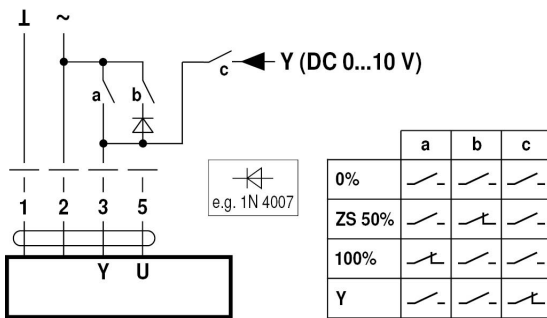 ⊥ ~
a b c Y (DC 0...10 V)
1 2 3 5
Y U
e.g. 1N 4007
a b c
0%
ZS 50%
100%
Y